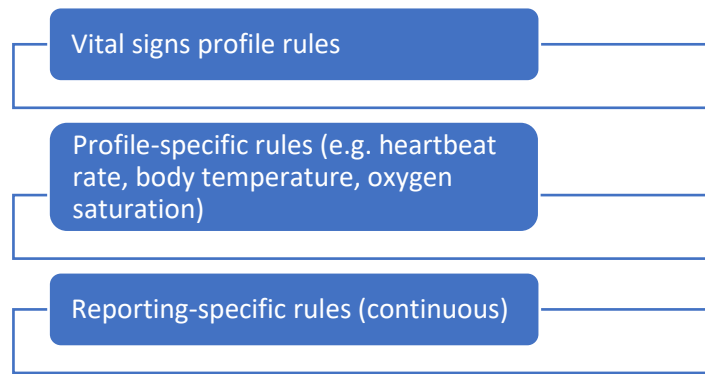 Vital signs profile rules
Profile-specific rules (e.g. heartbeat
rate, body temperature, oxygen
saturation)
Reporting-specific rules (continuous)